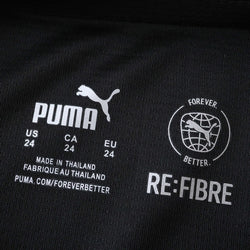 PUMA
US CA EU
24 24 24
MADE IN THAILAND
FABRIQUE AU THAILAND
PUMA.COM/FOREVERBETTER
FOREVER.
BETTER.
RE:FIBRE